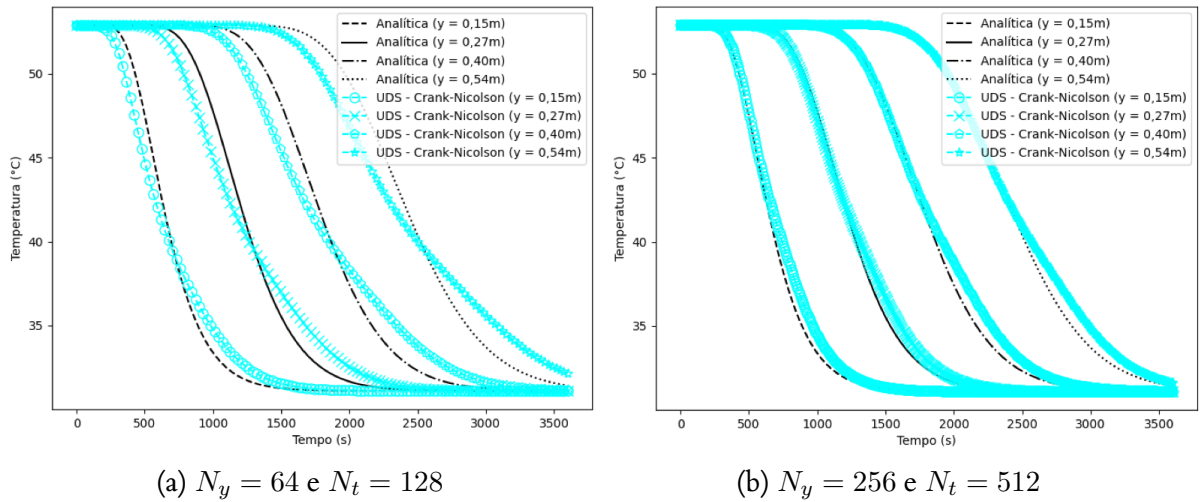 50
45
40
35
Temperatura (°C)
0
500
1000
1500
2000
2500
3000
3500
Tempo (s)
Analítica (y = 0,15m)
Analítica (y = 0,27m)
Analítica (y = 0,40m)
Analítica (y = 0,54m)
UDS - Crank-Nicolson (y = 0,15m)
UDS - Crank-Nicolson (y = 0,27m)
UDS - Crank-Nicolson (y = 0,40m)
UDS - Crank-Nicolson (y = 0,54m)
(a) N_y = 64 e N_t = 128
50
45
40
35
Temperatura (°C)
0
500
1000
1500
2000
2500
3000
3500
Tempo (s)
Analítica (y = 0,15m)
Analítica (y = 0,27m)
Analítica (y = 0,40m)
Analítica (y = 0,54m)
UDS - Crank-Nicolson (y = 0,15m)
UDS - Crank-Nicolson (y = 0,27m)
UDS - Crank-Nicolson (y = 0,40m)
UDS - Crank-Nicolson (y = 0,54m)
(b) N_y = 256 e N_t = 512